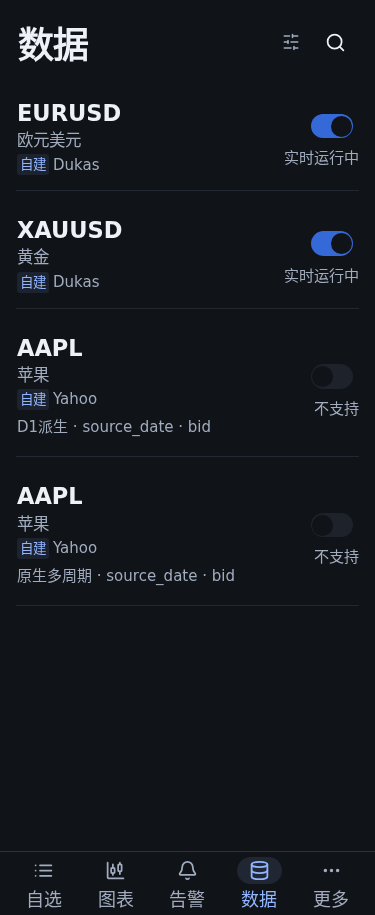 数据
EURUSD
欧元美元
自建 Dukas
实时运行中
XAUUSD
黄金
自建 Dukas
实时运行中
AAPL
苹果
自建 Yahoo
D1派生 · source_date · bid
不支持
AAPL
苹果
自建 Yahoo
原生多周期 · source_date · bid
不支持
自选 图表 告警 数据 更多